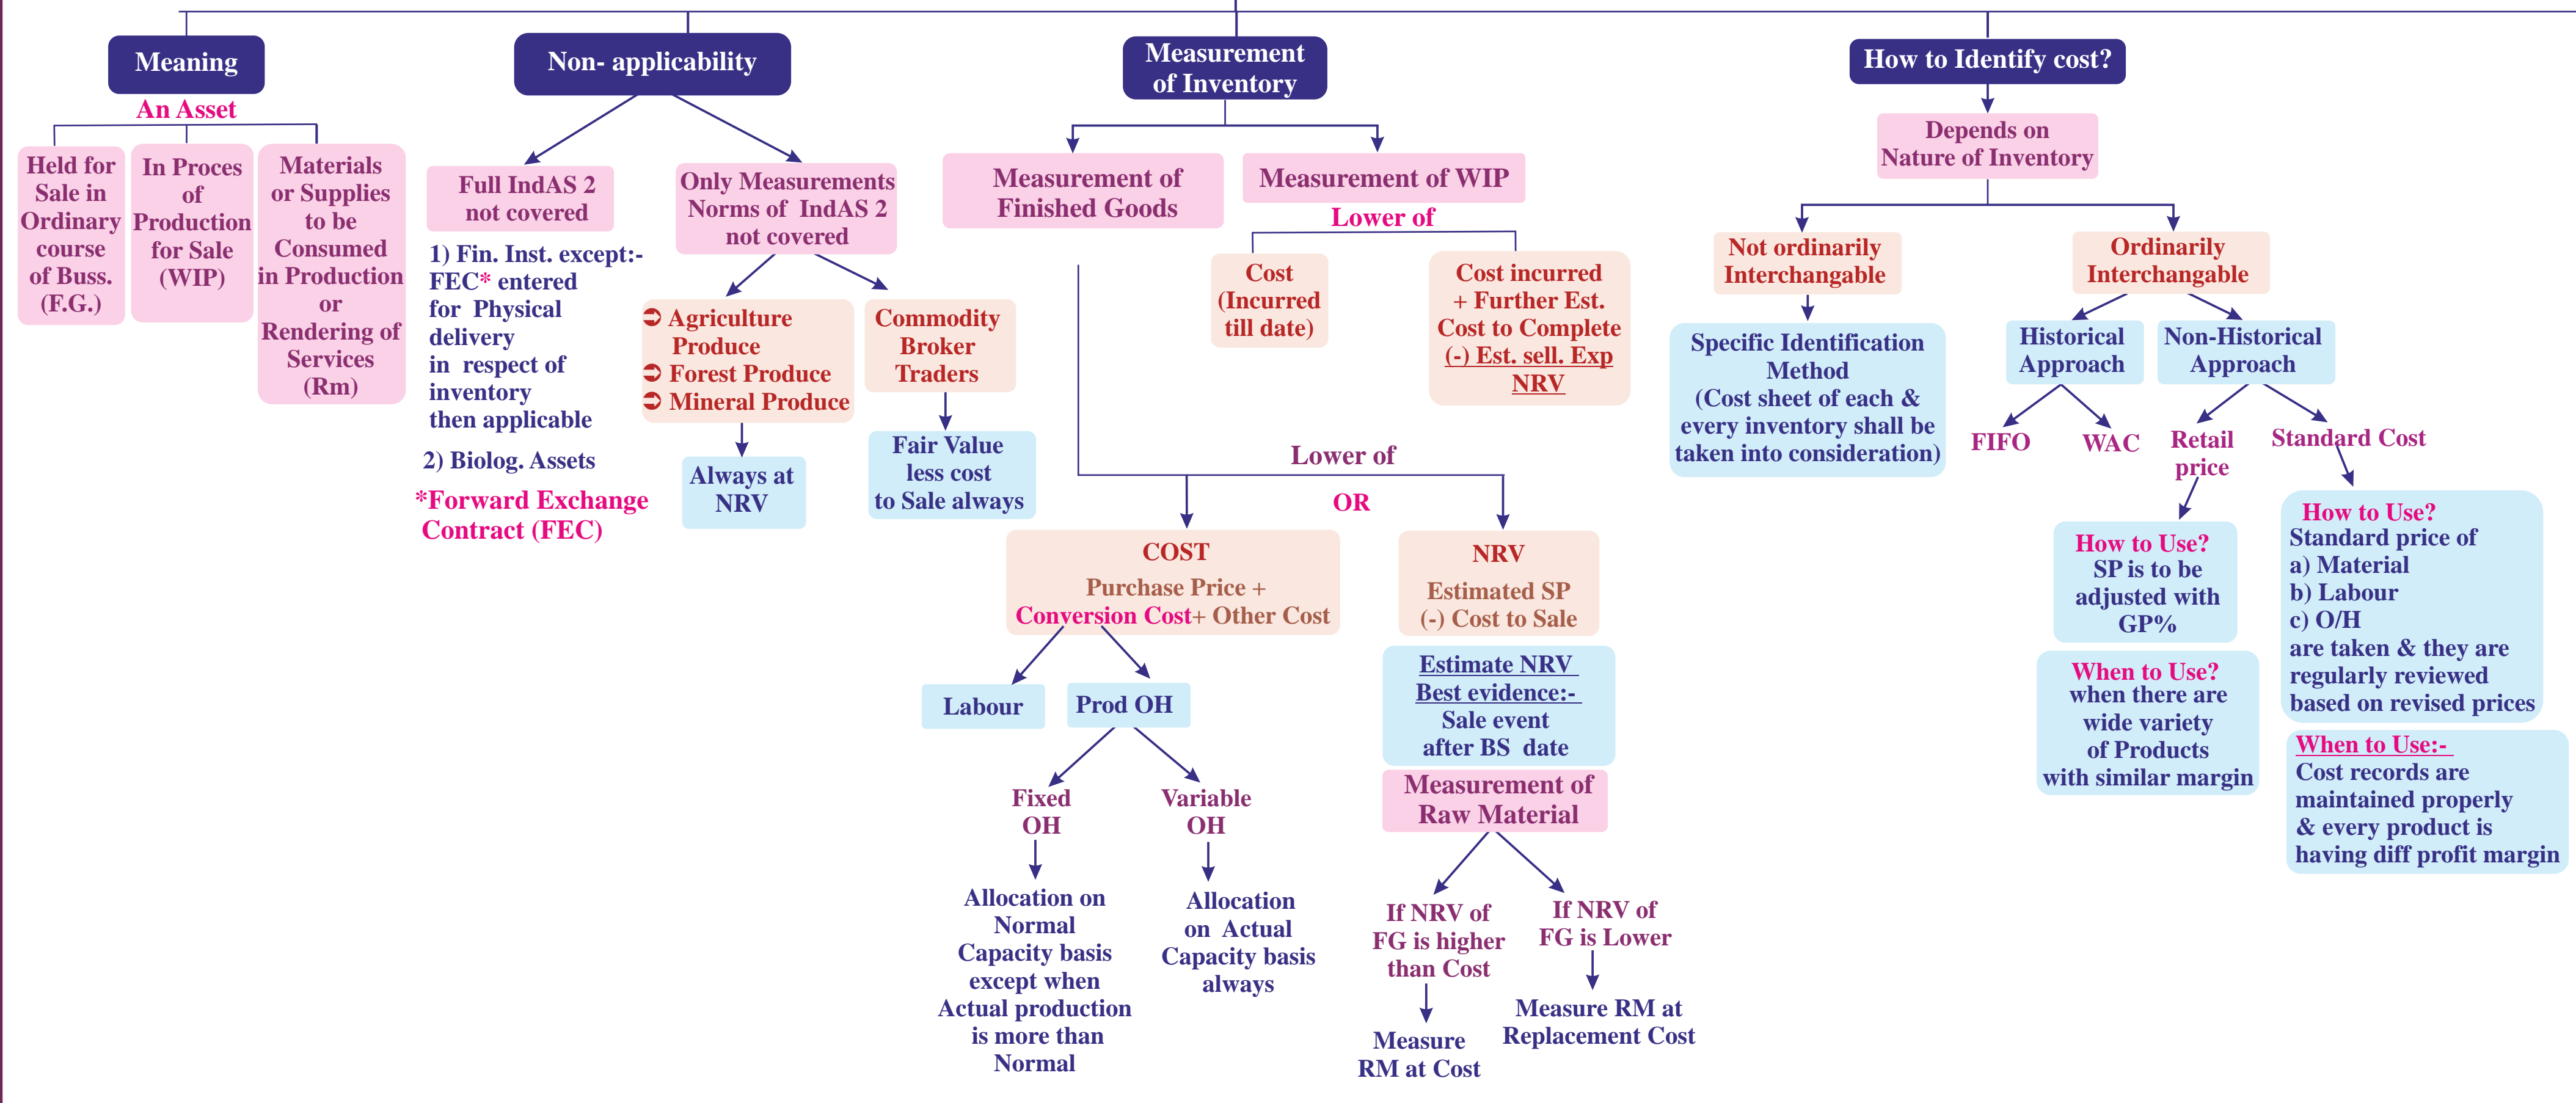 Meaning
An Asset
Held for
Sale in
Ordinary
course
of Buss.
(F.G.)
In Proces
of
Production
for Sale
(WIP)
Materials
or Supplies
to be
Consumed
in Production
or
Rendering of
Services
(Rm)
Non- applicability
Full IndAS 2
not covered
1) Fin. Inst. except:-
FEC* entered
for Physical
delivery
in respect of
inventory
then applicable
2) Biolog. Assets
*Forward Exchange
Contract (FEC)
Only Measurements
Norms of IndAS 2
not covered
➲ Agriculture
Produce
➲ Forest Produce
➲ Mineral Produce
Always at
NRV
Commodity
Broker
Traders
Fair Value
less cost
to Sale always
Measurement
of Inventory
Measurement of
Finished Goods
Measurement of WIP
Lower of
Cost
(Incurred
till date)
Cost incurred
+ Further Est.
Cost to Complete
(-) Est. sell. Exp
NRV
Lower of
OR
COST
Purchase Price +
Conversion Cost+ Other Cost
Labour
Prod OH
Fixed
OH
Allocation on
Normal
Capacity basis
except when
Actual production
is more than
Normal
Variable
OH
Allocation
on Actual
Capacity basis
always
NRV
Estimated SP
(-) Cost to Sale
Estimate NRV
Best evidence:-
Sale event
after BS date
Measurement of
Raw Material
If NRV of
FG is higher
than Cost
Measure
RM at Cost
If NRV of
FG is Lower
Measure RM at
Replacement Cost
How to Identify cost?
Depends on
Nature of Inventory
Not ordinarily
Interchangable
Specific Identification
Method
(Cost sheet of each &
every inventory shall be
taken into consideration)
Ordinarily
Interchangable
Historical
Approach
FIFO
WAC
Non-Historical
Approach
Retail
price
How to Use?
SP is to be
adjusted with
GP%
When to Use?
when there are
wide variety
of Products
with similar margin
Standard Cost
How to Use?
Standard price of
a) Material
b) Labour
c) O/H
are taken & they are
regularly reviewed
based on revised prices
When to Use:-
Cost records are
maintained properly
& every product is
having diff profit margin